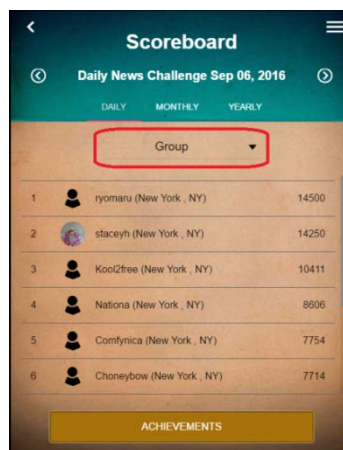 Scoreboard
Daily News Challenge Sep 06, 2016
DAILY MONTHLY YEARLY
Group
1 ryomaru (New York , NY) 14500
2 staceyh (New York , NY) 14250
3 Kool2free (New York , NY) 10411
4 Nationa (New York , NY) 8606
5 Comfynica (New York , NY) 7754
6 Choneybow (New York , NY) 7714
ACHIEVEMENTS